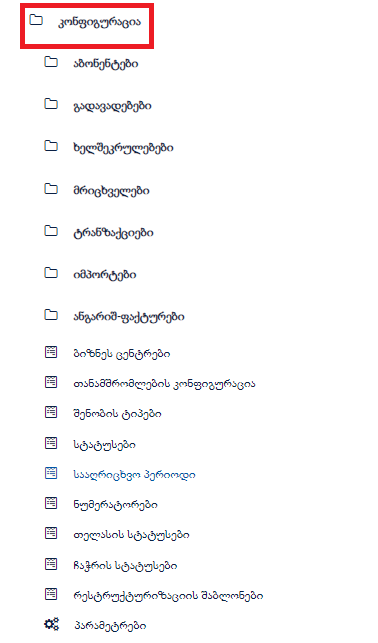 კონფიგურაცია
აბონენტები
გადავადებები
ხელშეკრულებები
მრიცხველები
ტრანზაქციები
იმპორტები
ანგარიშ-ფაქტურები
ბიზნეს ცენტრები
თანამშრომლების კონფიგურაცია
შენობის ტიპები
სტატუსები
სააღრიცხვო პერიოდი
ნუმერატორები
თელასის სტატუსები
ჩაჭრის სტატუსები
რესტრუქტურიზაციის შაბლონები
პარამეტრები